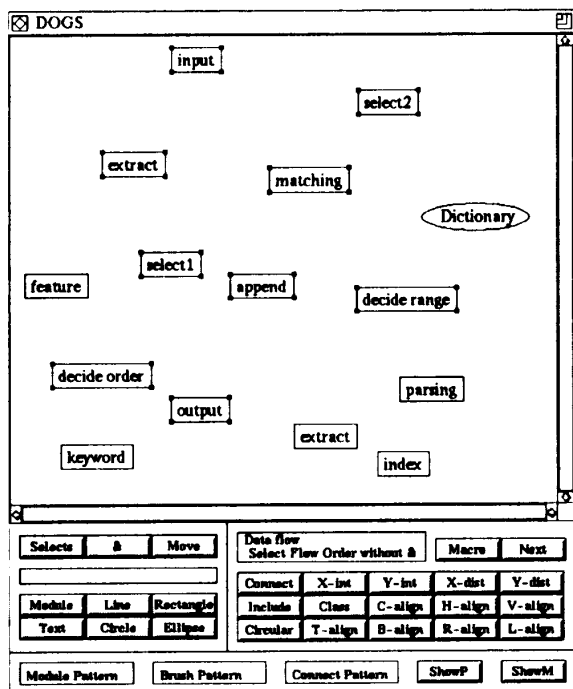 DOGS
input
select2
extract
matching
Dictionary
select1
feature
append
decide range
decide order
parsing
output
extract
keyword
index
Selects & Move
Data flow
Select Flow Order without &
Macro Next
Connect X-int Y-int X-dist Y-dist
Module Line Rectangle
Include Class C-align H-align V-align
Text Circle Ellipse
Circular T-align B-align R-align L-align
Module Pattern Brush Pattern Connect Pattern ShowP ShowM